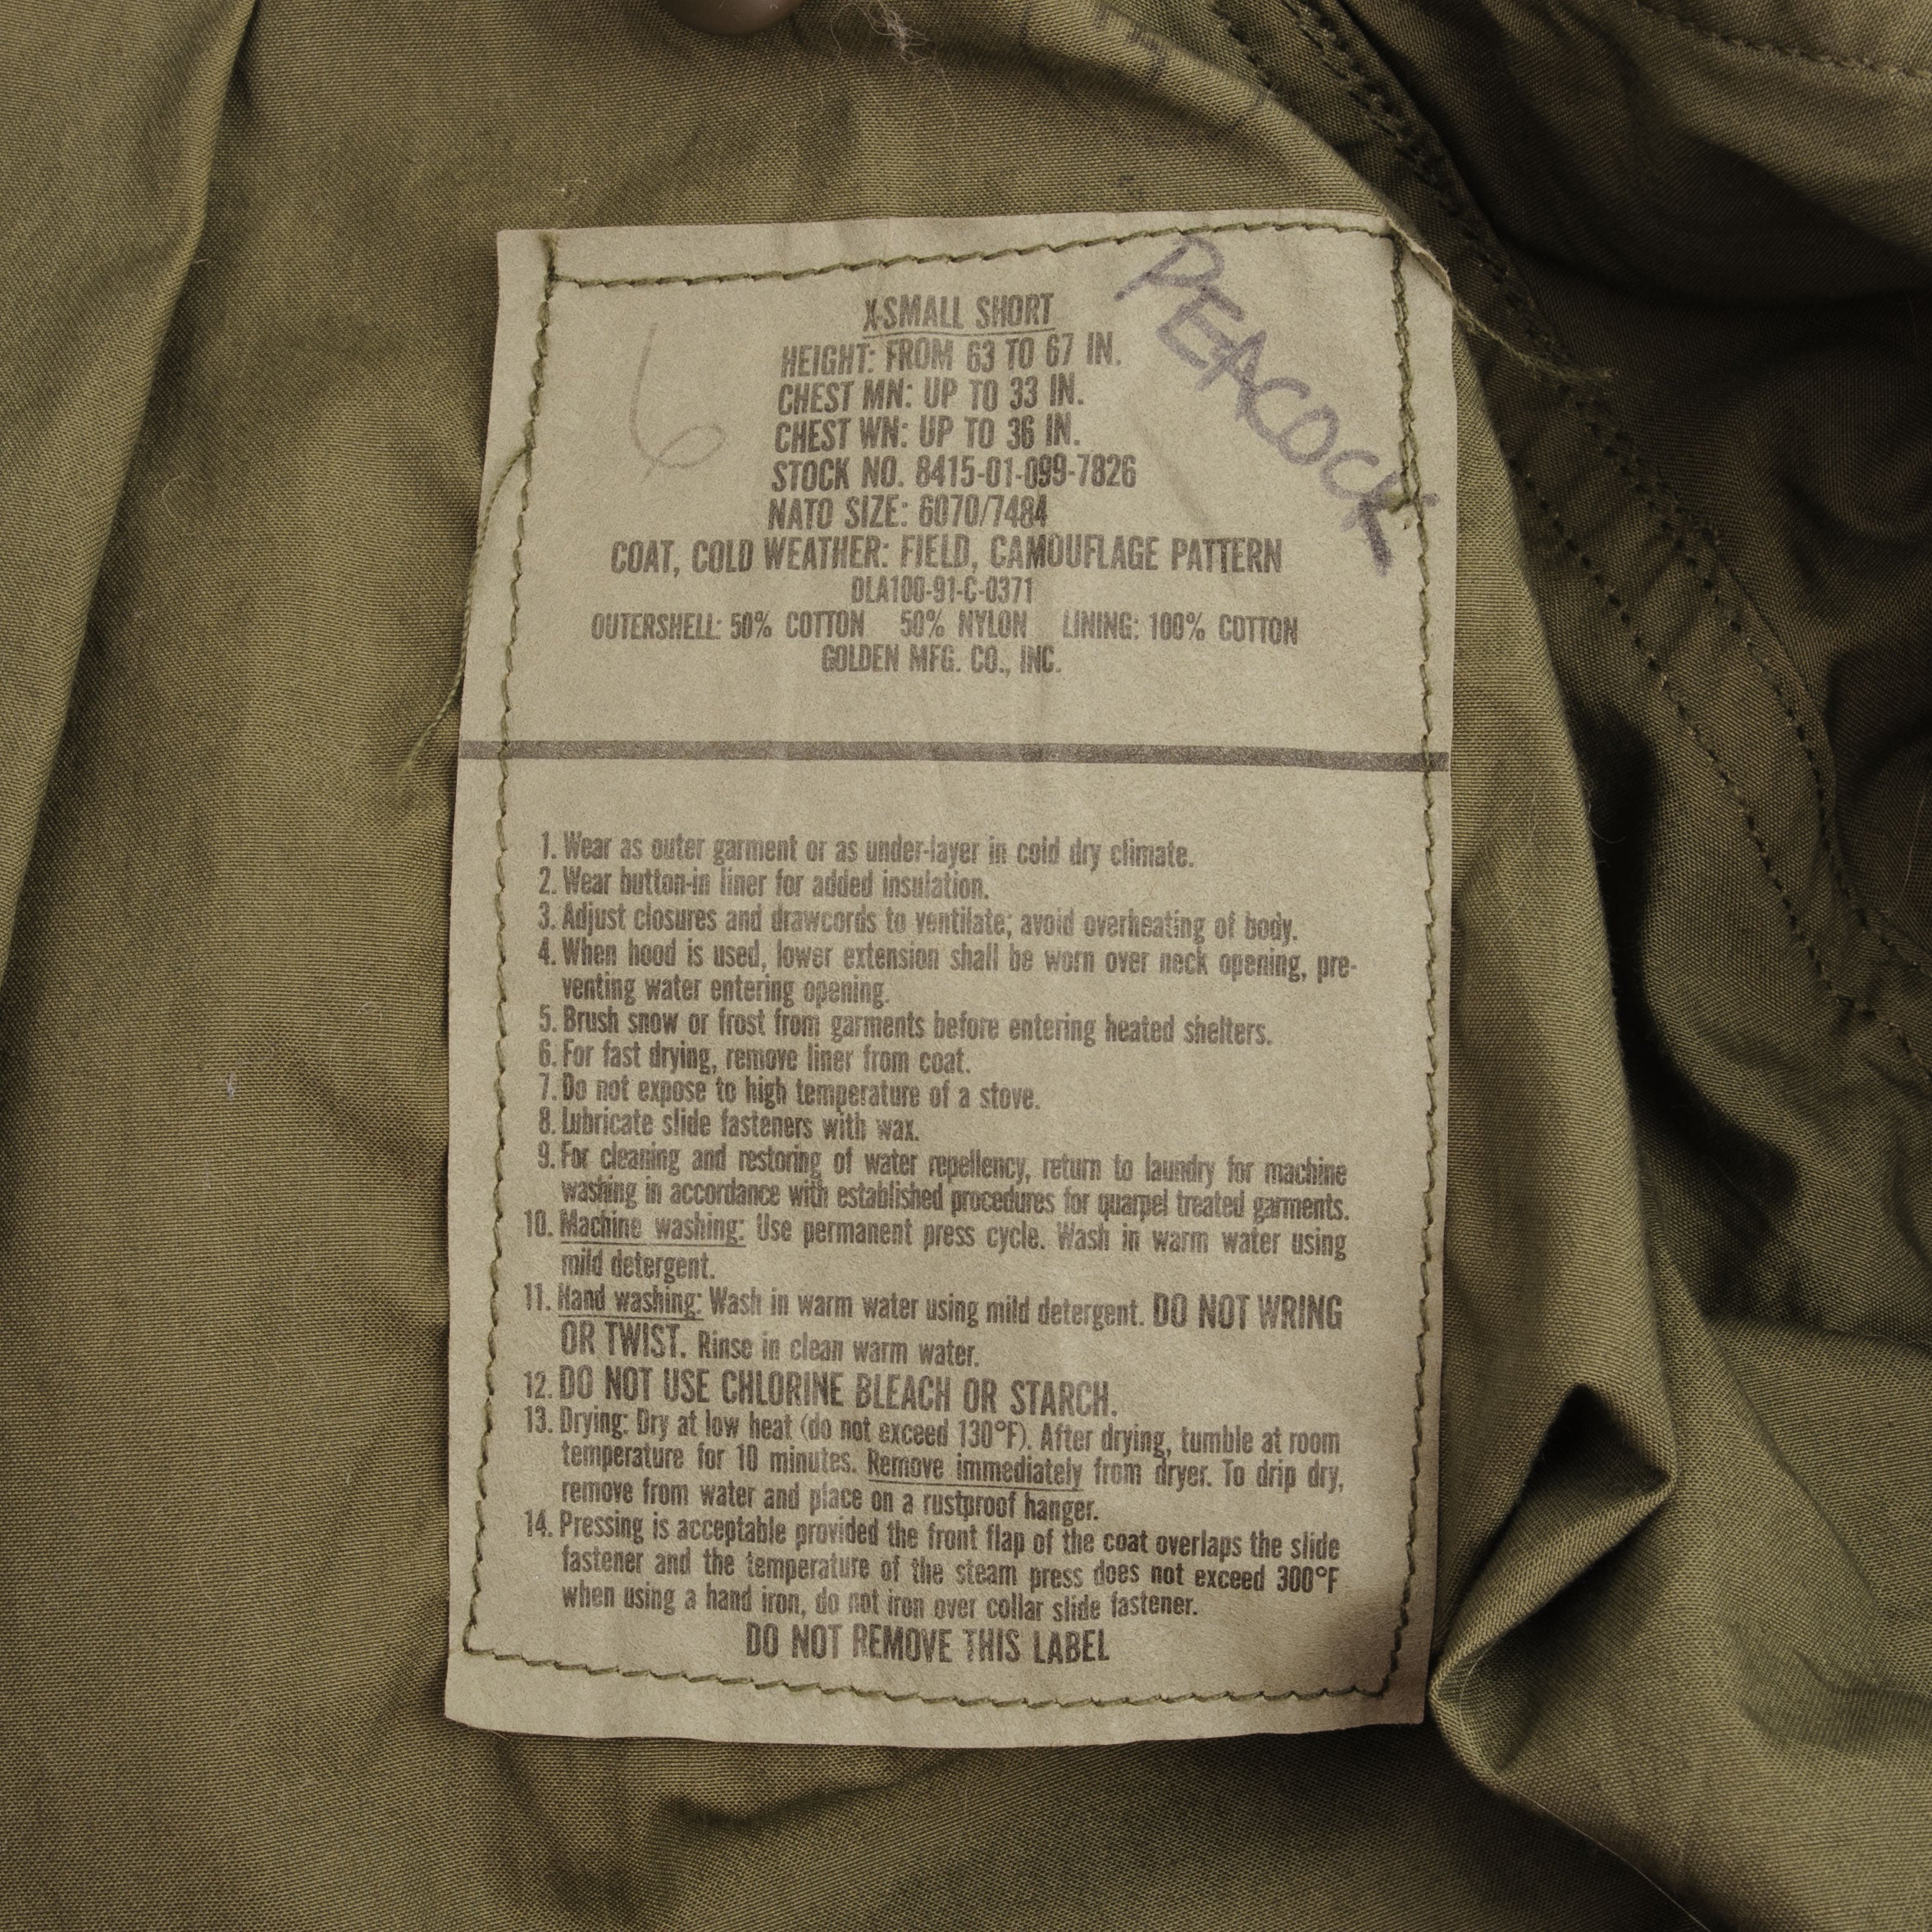 PEACOCK
6
X-SMALL SHORT
HEIGHT: FROM 63 TO 67 IN.
CHEST MN: UP TO 33 IN.
CHEST WN: UP TO 36 IN.
STOCK NO. 8415-01-099-7826
NATO SIZE: 6070/7484
COAT, COLD WEATHER: FIELD, CAMOUFLAGE PATTERN
DLA100-91-C-0371
OUTERSHELL: 50% COTTON 50% NYLON LINING: 100% COTTON
GOLDEN MFG. CO., INC.
1. Wear as outer garment or as under-layer in cold dry climate.
2. Wear button-in liner for added insulation.
3. Adjust closures and drawcords to ventilate; avoid overheating of body.
4. When hood is used, lower extension shall be worn over neck opening, pre-
venting water entering opening.
5. Brush snow or frost from garments before entering heated shelters.
6. For fast drying, remove liner from coat.
7. Do not expose to high temperature of a stove.
8. Lubricate slide fasteners with wax.
9. For cleaning and restoring of water repellency, return to laundry for machine
washing in accordance with established procedures for quarpel treated garments.
10. Machine washing: Use permanent press cycle. Wash in warm water using
mild detergent.
11. Hand washing: Wash in warm water using mild detergent. DO NOT WRING
OR TWIST. Rinse in clean warm water.
12. DO NOT USE CHLORINE BLEACH OR STARCH.
13. Drying: Dry at low heat (do not exceed 130°F). After drying, tumble at room
temperature for 10 minutes. Remove immediately from dryer. To drip dry,
remove from water and place on a rustproof hanger.
14. Pressing is acceptable provided the front flap of the coat overlaps the slide
fastener and the temperature of the steam press does not exceed 300°F
when using a hand iron, do not iron over collar slide fastener.
DO NOT REMOVE THIS LABEL